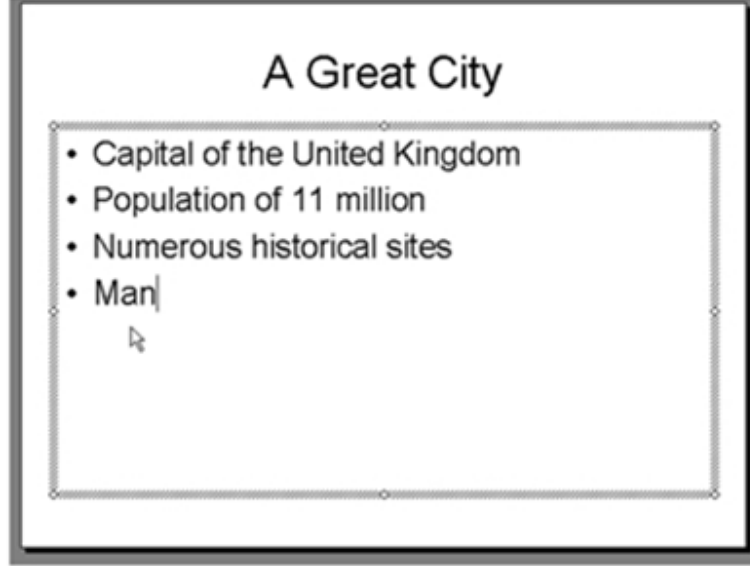 A Great City
• Capital of the United Kingdom
• Population of 11 million
• Numerous historical sites
• Man